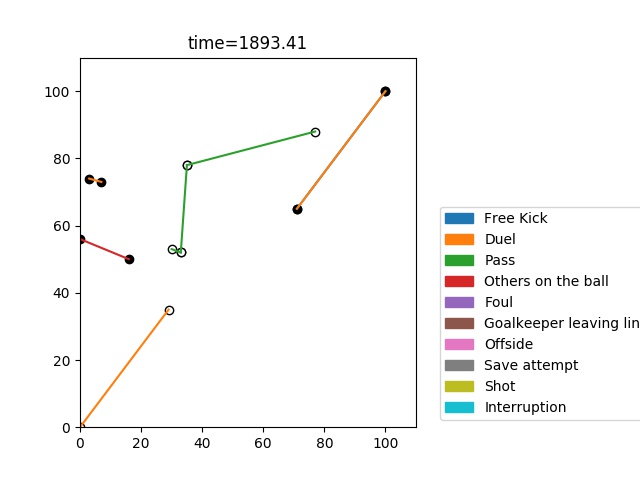 time=1893.41
100
80
60
40
20
0
0 20 40 60 80 100
Free Kick
Duel
Pass
Others on the ball
Foul
Goalkeeper leaving lin
Offside
Save attempt
Shot
Interruption